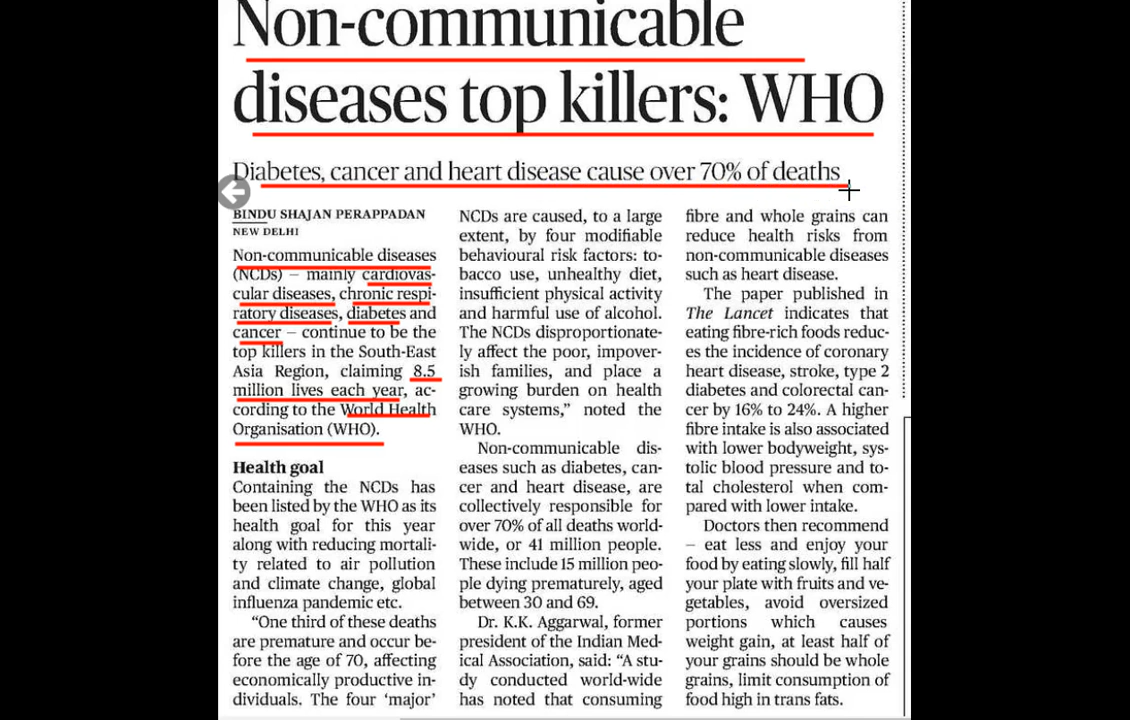 Non-communicable
diseases top killers: WHO
Diabetes, cancer and heart disease cause over 70% of deaths
BINDU SHAJAN PERAPPADAN
NEW DELHI
Non-communicable diseases
(NCDs) – mainly cardiovas-
cular diseases, chronic respi-
ratory diseases, diabetes and
cancer – continue to be the
top killers in the South-East
Asia Region, claiming 8.5
million lives each year, ac-
cording to the World Health
Organisation (WHO).
Health goal
Containing the NCDs has
been listed by the WHO as its
health goal for this year
along with reducing mortali-
ty related to air pollution
and climate change, global
influenza pandemic etc.
“One third of these deaths
are premature and occur be-
fore the age of 70, affecting
economically productive in-
dividuals. The four ‘major’
NCDs are caused, to a large
extent, by four modifiable
behavioural risk factors: to-
bacco use, unhealthy diet,
insufficient physical activity
and harmful use of alcohol.
The NCDs disproportionate-
ly affect the poor, impover-
ish families, and place a
growing burden on health
care systems,” noted the
WHO.
Non-communicable dis-
eases such as diabetes, can-
cer and heart disease, are
collectively responsible for
over 70% of all deaths world-
wide, or 41 million people.
These include 15 million peo-
ple dying prematurely, aged
between 30 and 69.
Dr. K.K. Aggarwal, former
president of the Indian Med-
ical Association, said: “A stu-
dy conducted world-wide
has noted that consuming
fibre and whole grains can
reduce health risks from
non-communicable diseases
such as heart disease.
The paper published in
The Lancet indicates that
eating fibre-rich foods reduc-
es the incidence of coronary
heart disease, stroke, type 2
diabetes and colorectal can-
cer by 16% to 24%. A higher
fibre intake is also associated
with lower bodyweight, sys-
tolic blood pressure and to-
tal cholesterol when com-
pared with lower intake.
Doctors then recommend
– eat less and enjoy your
food by eating slowly, fill half
your plate with fruits and ve-
getables, avoid oversized
portions which causes
weight gain, at least half of
your grains should be whole
grains, limit consumption of
food high in trans fats.